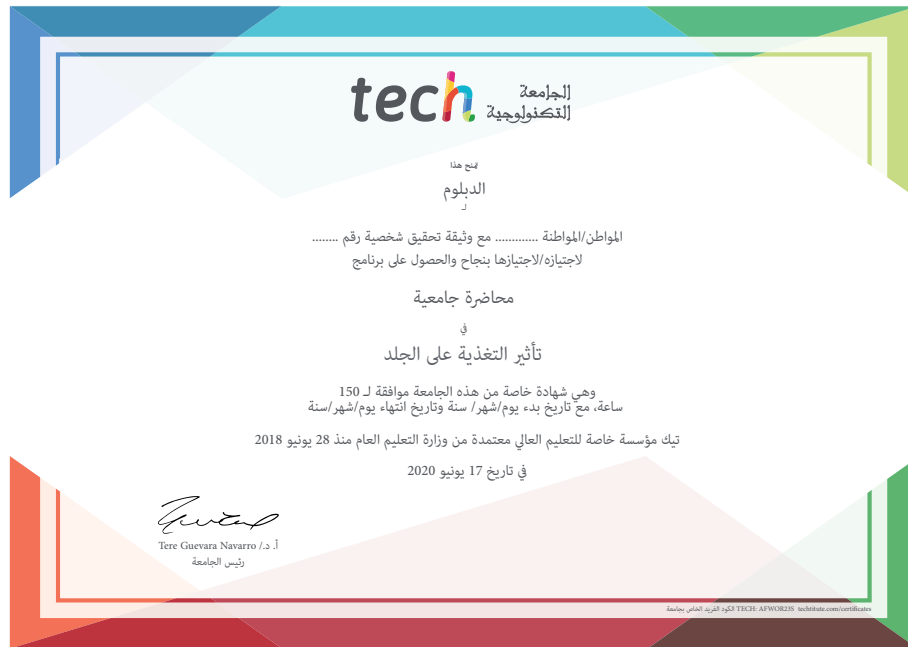 tech الجامعة
التكنولوجية
يمنح هذا
الدبلوم
لـ
المواطن/المواطنة ............. مع وثيقة تحقيق شخصية رقم ........
لاجتيازه/لاجتيازها بنجاح والحصول على برنامج
محاضرة جامعية
في
تأثير التغذية على الجلد
وهي شهادة خاصة من هذه الجامعة موافقة لـ 150
ساعة، مع تاريخ بدء يوم/شهر/ سنة وتاريخ انتهاء يوم/شهر/سنة
تيك مؤسسة خاصة للتعليم العالي معتمدة من وزارة التعليم العام منذ 28 يونيو 2018
في تاريخ 17 يونيو 2020
أ. د./ Tere Guevara Navarro
رئيس الجامعة
الكود الفريد الخاص بجامعة TECH: AFWOR23S techtitute.com/certificates